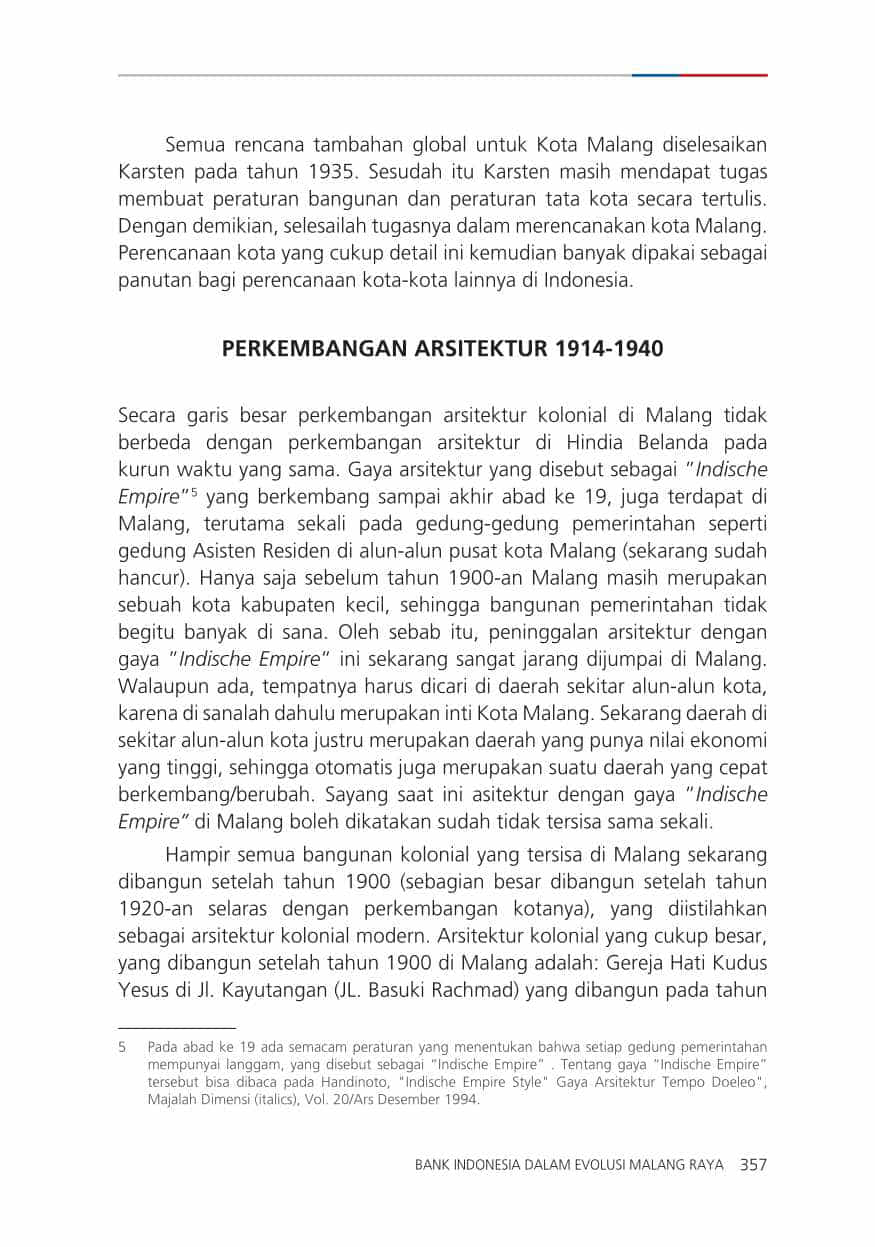 Semua rencana tambahan global untuk Kota Malang diselesaikan
Karsten pada tahun 1935. Sesudah itu Karsten masih mendapat tugas
membuat peraturan bangunan dan peraturan tata kota secara tertulis.
Dengan demikian, selesailah tugasnya dalam merencanakan kota Malang.
Perencanaan kota yang cukup detail ini kemudian banyak dipakai sebagai
panutan bagi perencanaan kota-kota lainnya di Indonesia.
PERKEMBANGAN ARSITEKTUR 1914-1940
Secara garis besar perkembangan arsitektur kolonial di Malang tidak
berbeda dengan perkembangan arsitektur di Hindia Belanda pada
kurun waktu yang sama. Gaya arsitektur yang disebut sebagai "Indische
Empire"⁵ yang berkembang sampai akhir abad ke 19, juga terdapat di
Malang, terutama sekali pada gedung-gedung pemerintahan seperti
gedung Asisten Residen di alun-alun pusat kota Malang (sekarang sudah
hancur). Hanya saja sebelum tahun 1900-an Malang masih merupakan
sebuah kota kabupaten kecil, sehingga bangunan pemerintahan tidak
begitu banyak di sana. Oleh sebab itu, peninggalan arsitektur dengan
gaya "Indische Empire" ini sekarang sangat jarang dijumpai di Malang.
Walaupun ada, tempatnya harus dicari di daerah sekitar alun-alun kota,
karena di sanalah dahulu merupakan inti Kota Malang. Sekarang daerah di
sekitar alun-alun kota justru merupakan daerah yang punya nilai ekonomi
yang tinggi, sehingga otomatis juga merupakan suatu daerah yang cepat
berkembang/berubah. Sayang saat ini asitektur dengan gaya "Indische
Empire" di Malang boleh dikatakan sudah tidak tersisa sama sekali.
Hampir semua bangunan kolonial yang tersisa di Malang sekarang
dibangun setelah tahun 1900 (sebagian besar dibangun setelah tahun
1920-an selaras dengan perkembangan kotanya), yang diistilahkan
sebagai arsitektur kolonial modern. Arsitektur kolonial yang cukup besar,
yang dibangun setelah tahun 1900 di Malang adalah: Gereja Hati Kudus
Yesus di Jl. Kayutangan (JL. Basuki Rachmad) yang dibangun pada tahun
5 Pada abad ke 19 ada semacam peraturan yang menentukan bahwa setiap gedung pemerintahan
mempunyai langgam, yang disebut sebagai "Indische Empire" . Tentang gaya "Indische Empire"
tersebut bisa dibaca pada Handinoto, "Indische Empire Style" Gaya Arsitektur Tempo Doeleo",
Majalah Dimensi (italics), Vol. 20/Ars Desember 1994.
BANK INDONESIA DALAM EVOLUSI MALANG RAYA 357